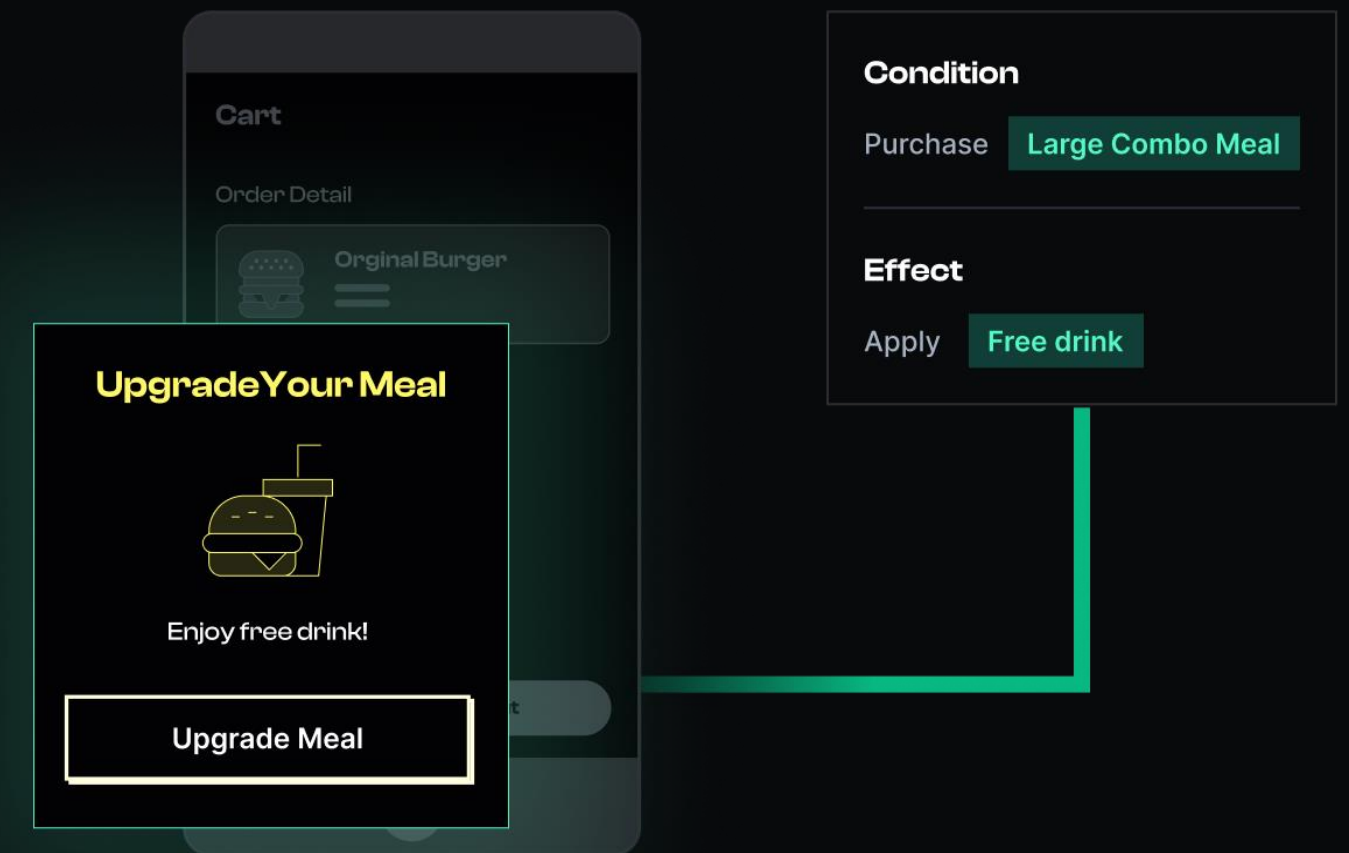 Cart
Order Detail
Orginal Burger
UpgradeYour Meal
Enjoy free drink!
Upgrade Meal
Condition
Purchase Large Combo Meal
Effect
Apply Free drink